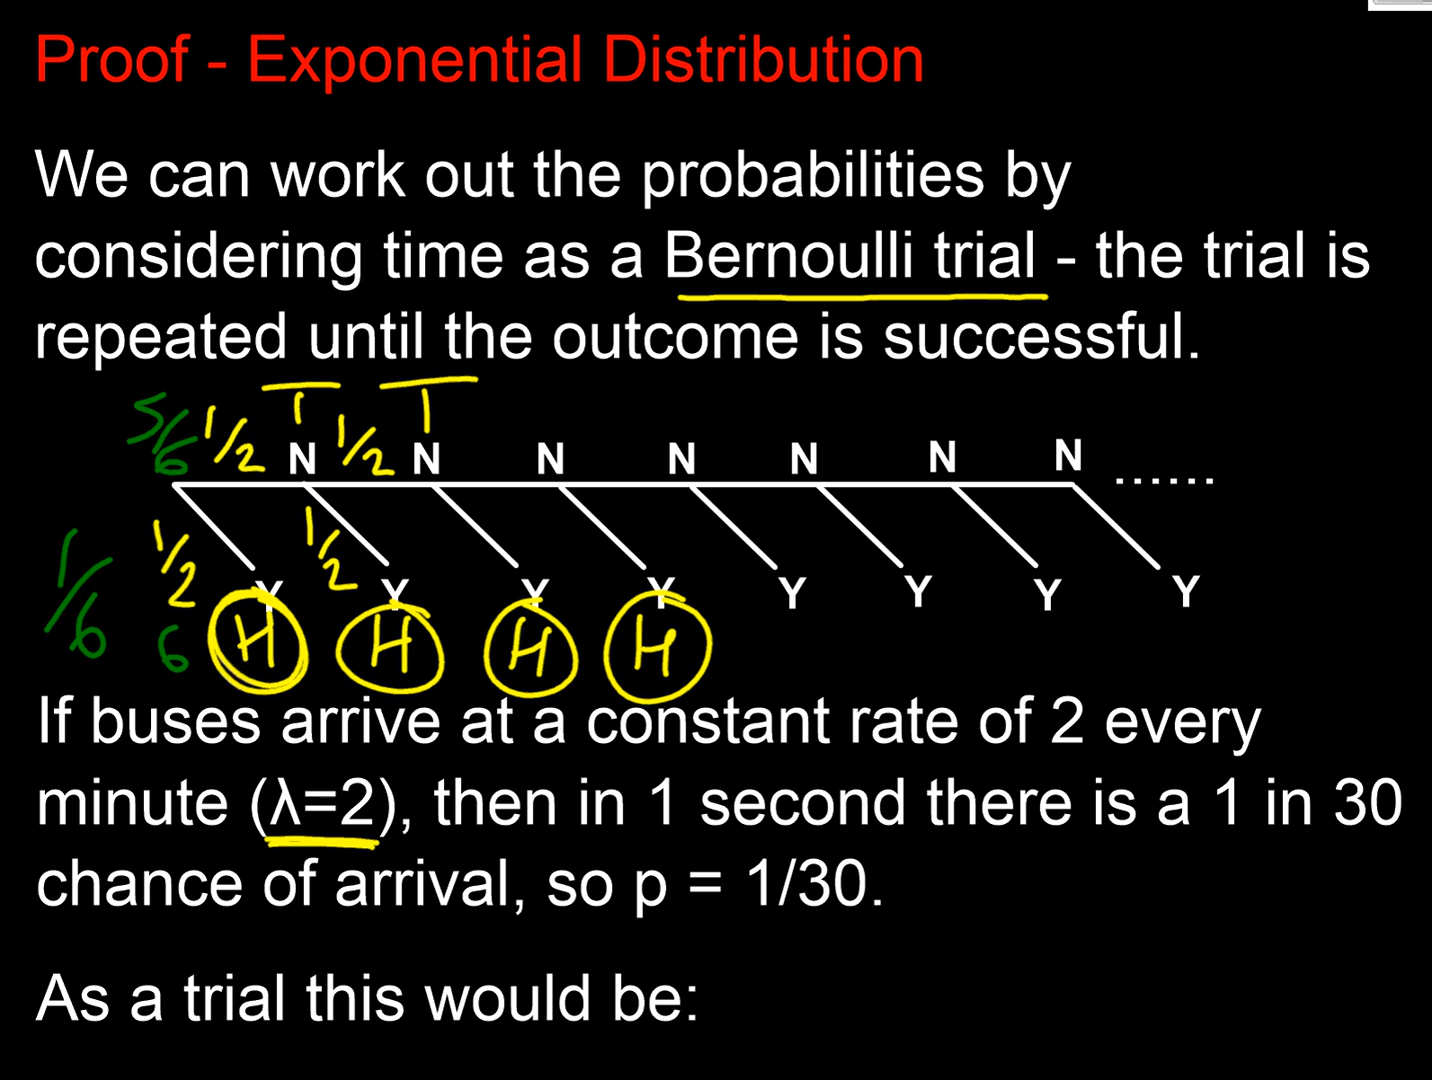 Proof - Exponential Distribution
We can work out the probabilities by
considering time as a Bernoulli trial - the trial is
repeated until the outcome is successful.
5/6 1/2 T 1/2 T
N N N N N N N ......
1/6 1/2 1/2
Y Y Y Y Y Y Y Y
6 H H H H
If buses arrive at a constant rate of 2 every
minute (λ=2), then in 1 second there is a 1 in 30
chance of arrival, so p = 1/30.
As a trial this would be: